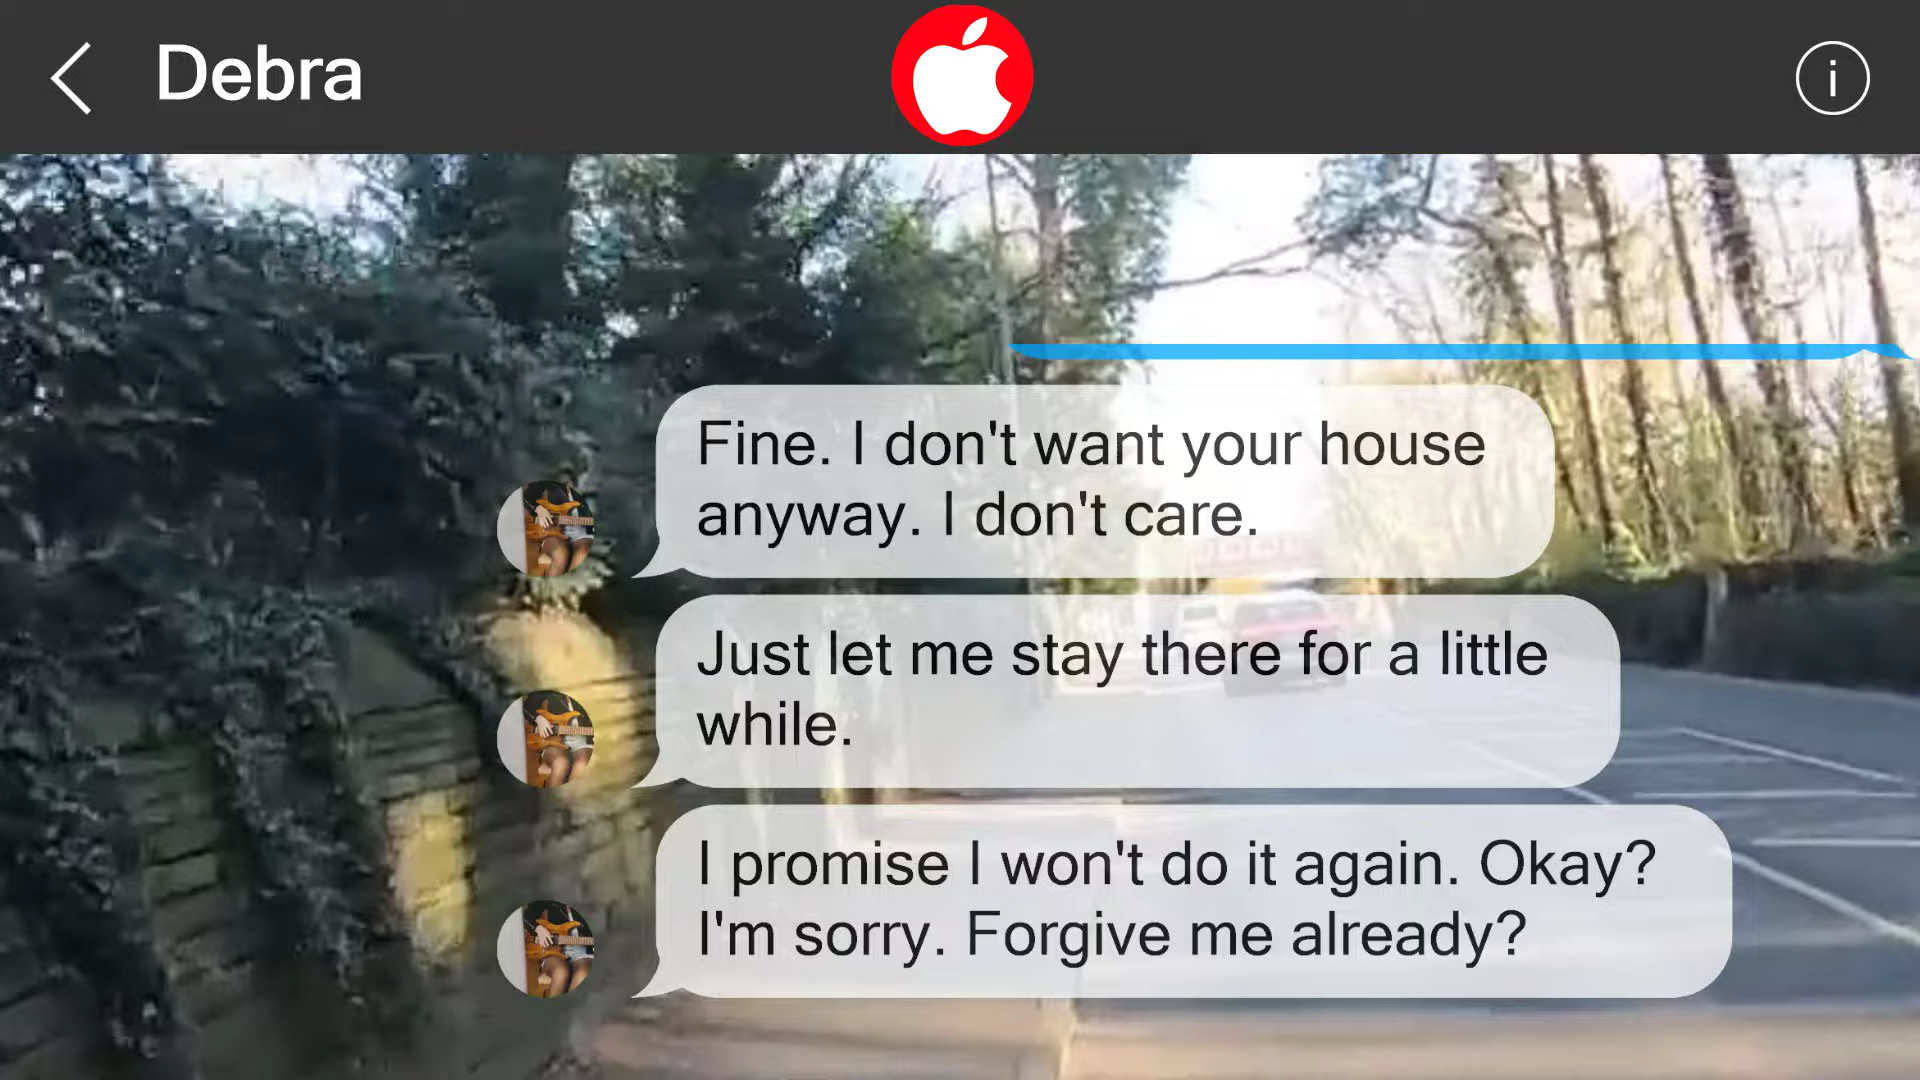 Debra
i
Fine. I don't want your house
anyway. I don't care.
Just let me stay there for a little
while.
I promise I won't do it again. Okay?
I'm sorry. Forgive me already?